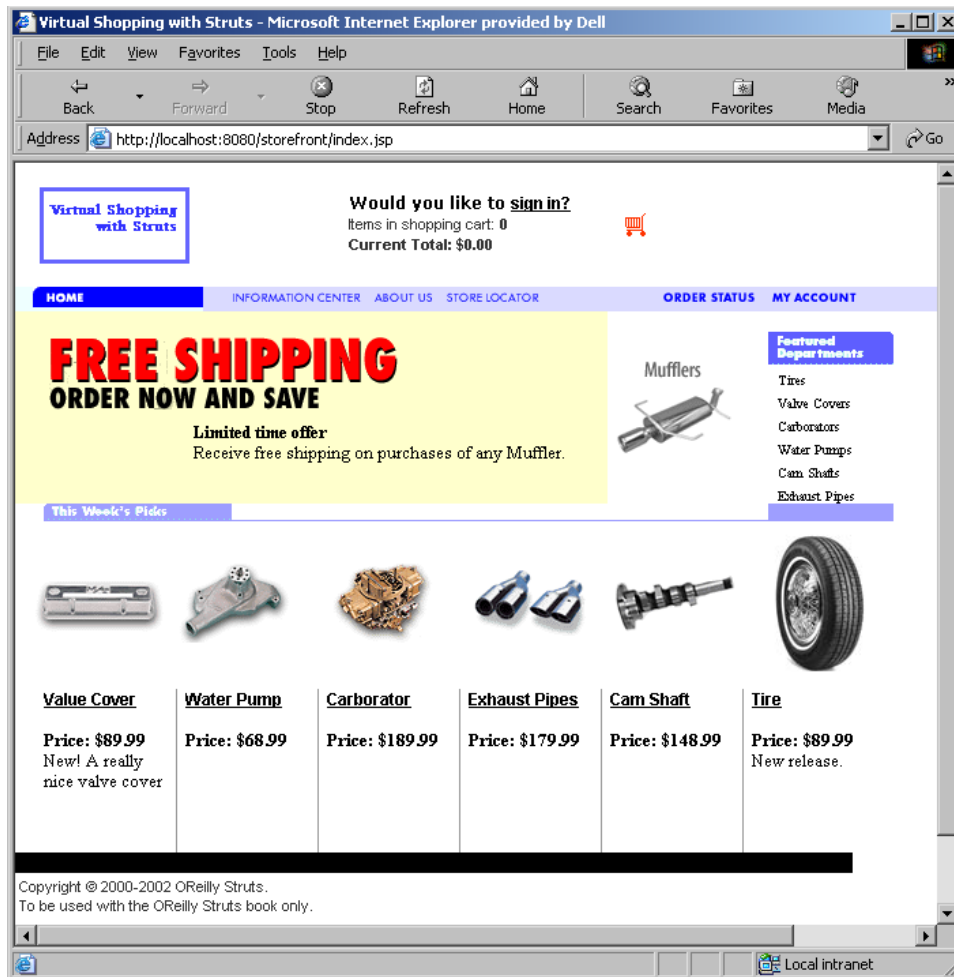 Virtual Shopping with Struts - Microsoft Internet Explorer provided by Dell
File Edit View Favorites Tools Help
Back Forward Stop Refresh Home Search Favorites Media »
Address http://localhost:8080/storefront/index.jsp Go
Virtual Shopping
with Struts
Would you like to sign in?
Items in shopping cart: 0
Current Total: $0.00
HOME INFORMATION CENTER ABOUT US STORE LOCATOR ORDER STATUS MY ACCOUNT
FREE SHIPPING
ORDER NOW AND SAVE
Limited time offer
Receive free shipping on purchases of any Muffler.
Mufflers
Featured
Departments
Tires
Valve Covers
Carborators
Water Pumps
Cam Shafts
Exhaust Pipes
This Week's Picks
Value Cover Water Pump Carborator Exhaust Pipes Cam Shaft Tire
Price: $89.99 Price: $68.99 Price: $189.99 Price: $179.99 Price: $148.99 Price: $89.99
New! A really New release.
nice valve cover
Copyright © 2000-2002 OReilly Struts.
To be used with the OReilly Struts book only.
Local intranet